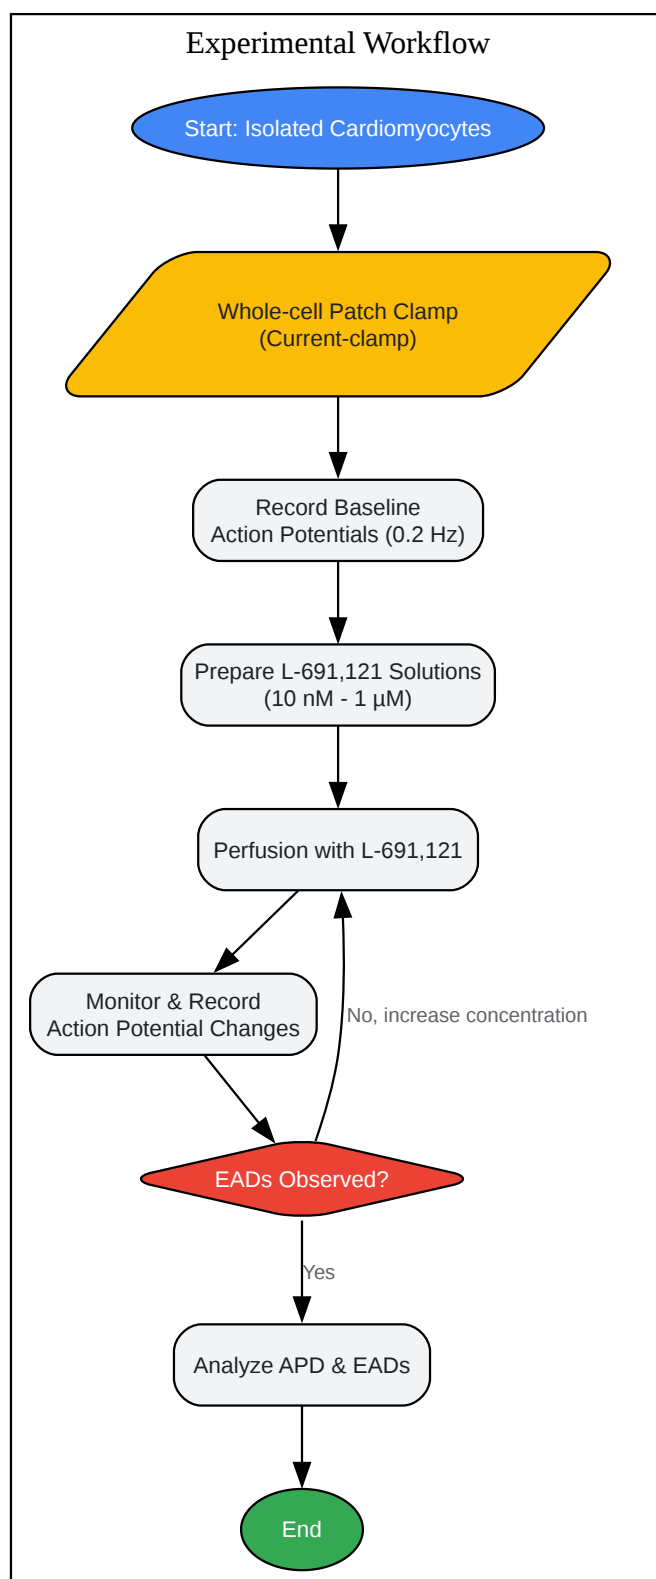 Experimental Workflow
Start: Isolated Cardiomyocytes
Whole-cell Patch Clamp
(Current-clamp)
Record Baseline
Action Potentials (0.2 Hz)
Prepare L-691,121 Solutions
(10 nM - 1 µM)
Perfusion with L-691,121
Monitor & Record
Action Potential Changes
No, increase concentration
EADs Observed?
Yes
Analyze APD & EADs
End